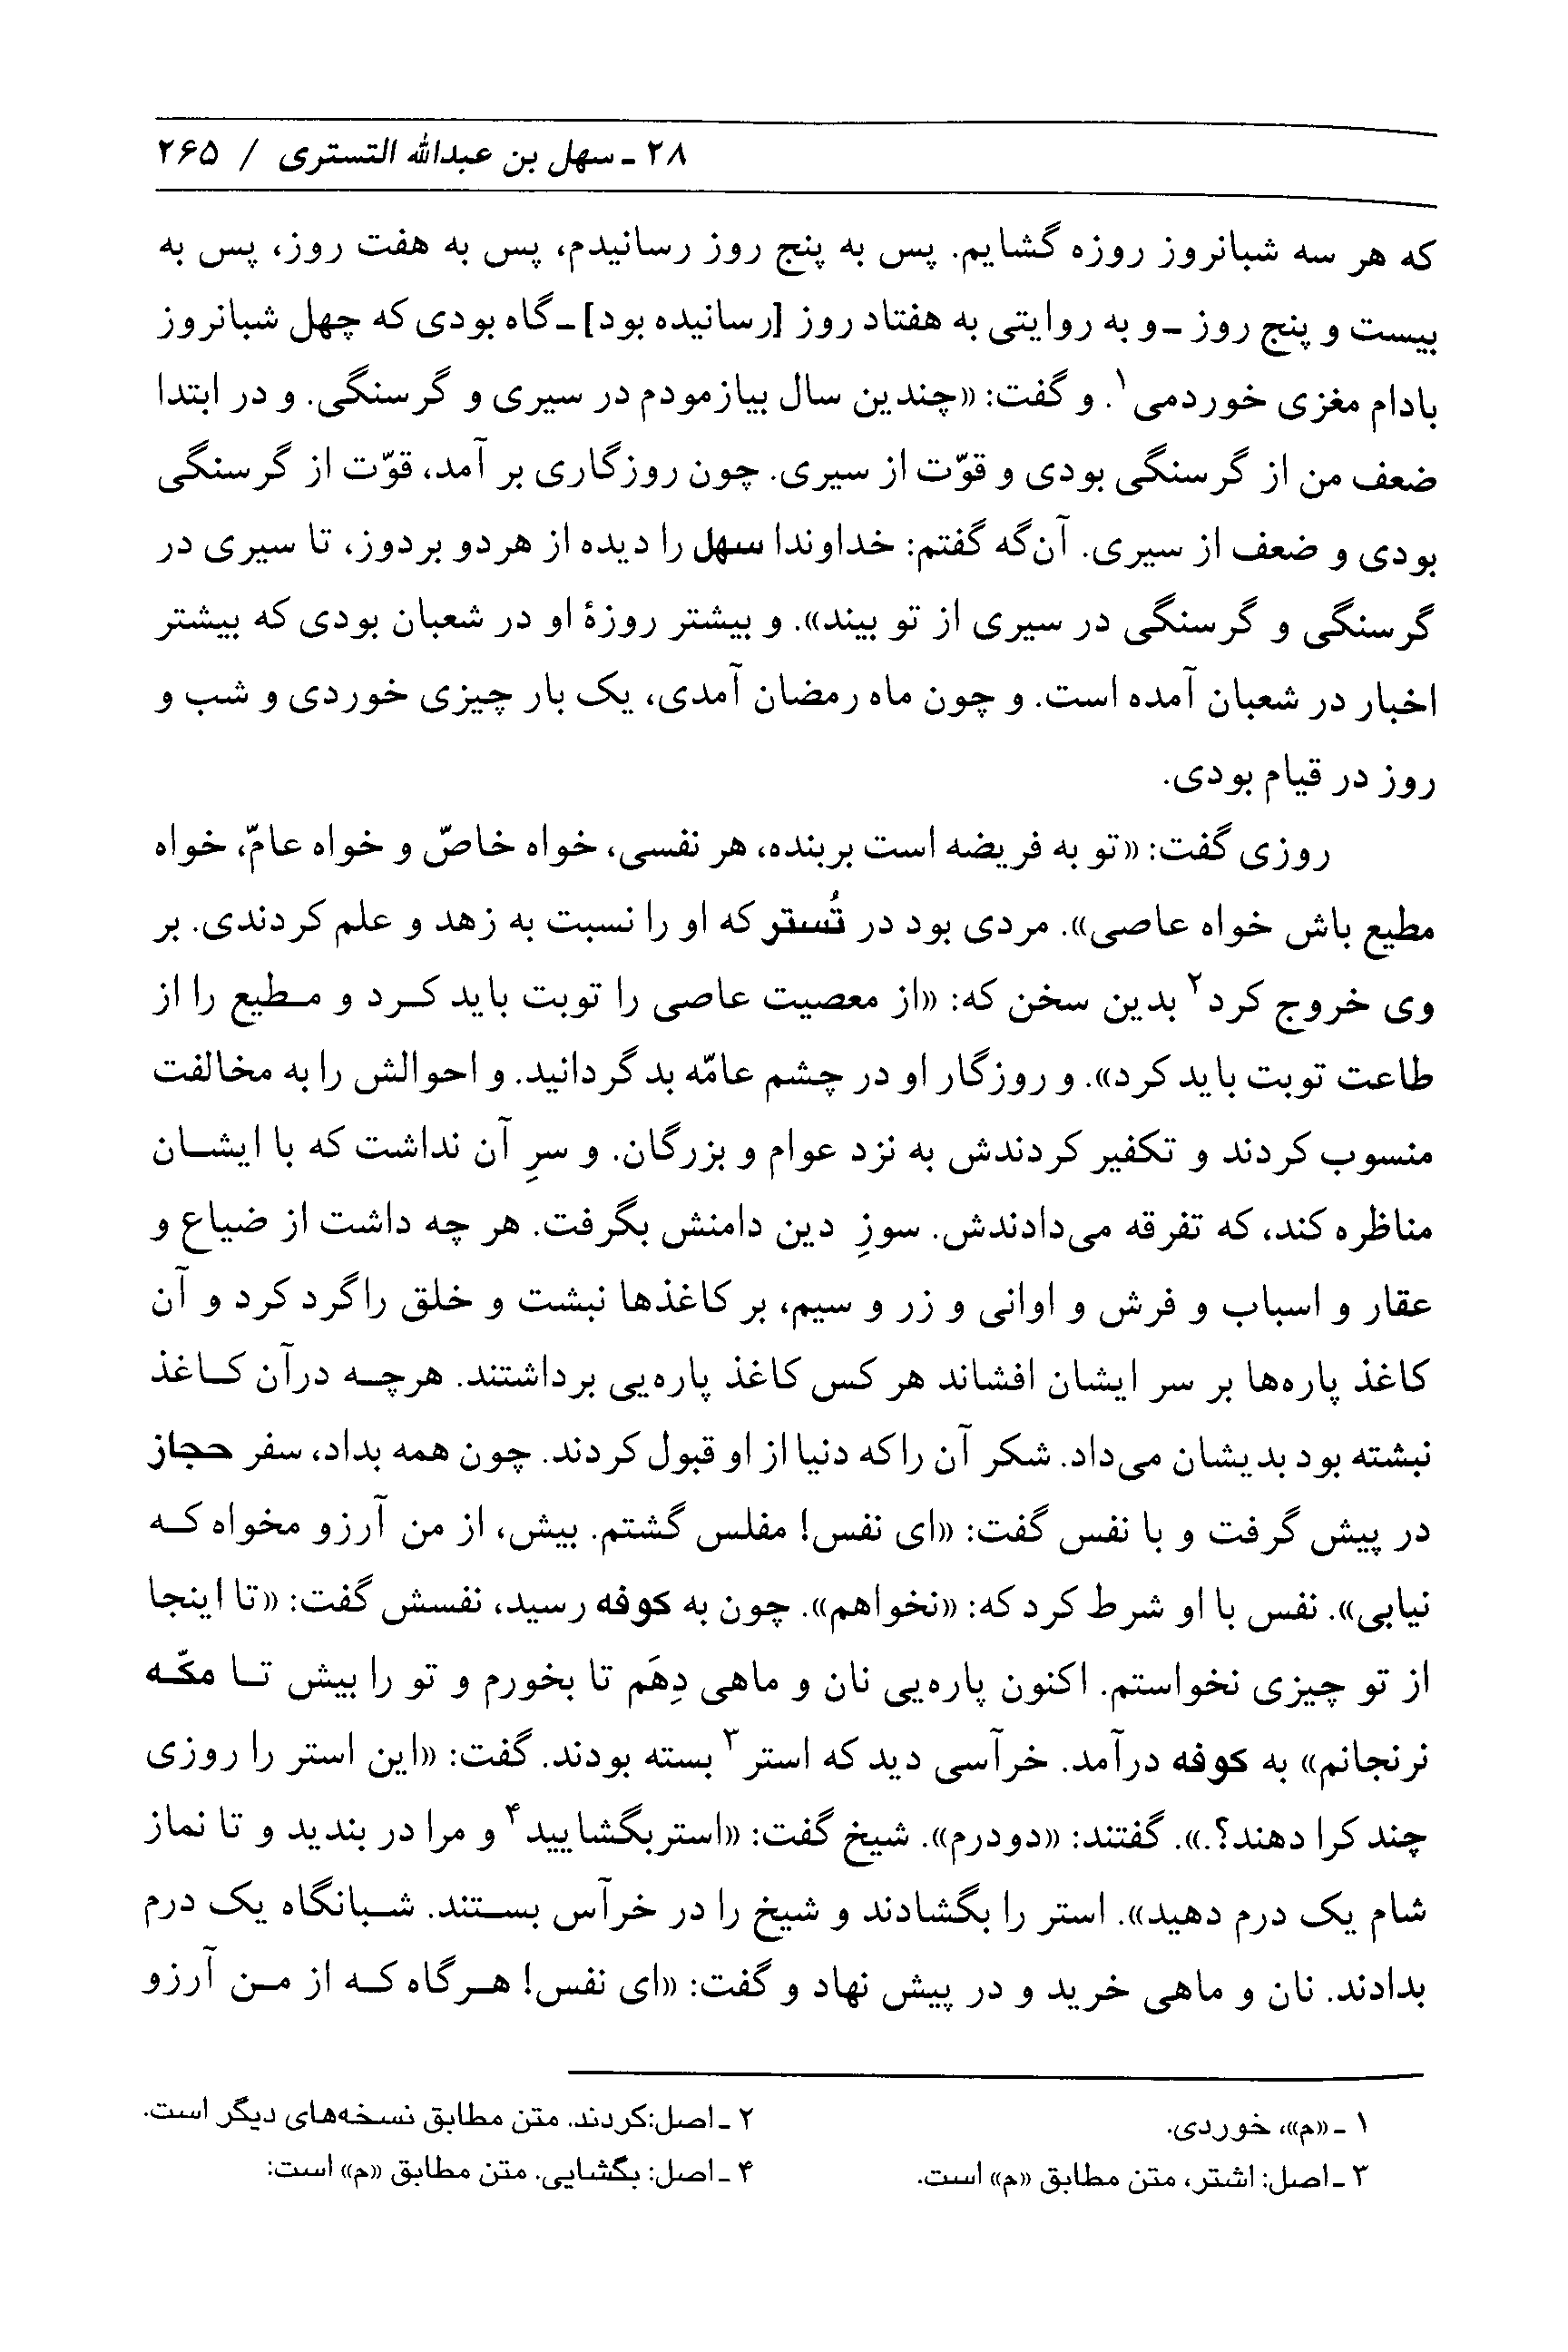 ۲۸ ـ سهل بن عبدالله التستری / ۲۶۵
که هر سه شبانروز روزه گشایم. پس به پنج روز رسانیدم، پس به هفت روز، پس به
بیست و پنج روز ـ و به روایتی به هفتاد روز [رسانیده بود] ـ گاه بودی که چهل شبانروز
بادام مغزی خوردمی۱. و گفت: «چندین سال بیازمودم در سیری و گرسنگی. و در ابتدا
ضعف من از گرسنگی بودی و قوّت از سیری. چون روزگاری بر آمد، قوّت از گرسنگی
بودی و ضعف از سیری. آن‌گه گفتم: خداوندا سهل را دیده از هر دو بردوز، تا سیری در
گرسنگی و گرسنگی در سیری از تو بیند». و بیشتر روزهٔ او در شعبان بودی که بیشتر
اخبار در شعبان آمده است. و چون ماه رمضان آمدی، یک بار چیزی خوردی و شب و
روز در قیام بودی.
روزی گفت: «تو به فریضه است بربنده، هر نفسی، خواه خاصّ و خواه عامّ، خواه
مطیع باش خواه عاصی». مردی بود در تُستر که او را نسبت به زهد و علم کردندی. بر
وی خروج کرد۲ بدین سخن که: «از معصیت عاصی را توبت باید کرد و مطیع را از
طاعت توبت باید کرد». و روزگار او در چشم عامّه بد گردانید. و احوالش را به مخالفت
منسوب کردند و تکفیر کردندش به نزد عوام و بزرگان. و سرِ آن نداشت که با ایشان
مناظره کند، که تفرقه می‌دادندش. سوزِ دین دامنش بگرفت. هر چه داشت از ضیاع و
عقار و اسباب و فرش و اوانی و زر و سیم، بر کاغذها نبشت و خلق را گرد کرد و آن
کاغذ پاره‌ها بر سر ایشان افشاند هر کس کاغذ پاره‌یی برداشتند. هرچه درآن کاغذ
نبشته بود بدیشان می‌داد. شکر آن را که دنیا از او قبول کردند. چون همه بداد، سفر حجاز
در پیش گرفت و با نفس گفت: «ای نفس! مفلس گشتم. بیش، از من آرزو مخواه که
نیابی». نفس با او شرط کرد که: «نخواهم». چون به کوفه رسید، نفسش گفت: «تا اینجا
از تو چیزی نخواستم. اکنون پاره‌یی نان و ماهی دِهَم تا بخورم و تو را بیش تا مکّه
نرنجانم» به کوفه درآمد. خرآسی دید که استر۳ بسته بودند. گفت: «این استر را روزی
چند کرا دهند؟.». گفتند: «دو درم». شیخ گفت: «استر بگشایید۴ و مرا در بندید و تا نماز
شام یک درم دهید». استر را بگشادند و شیخ را در خرآس بستند. شبانگاه یک درم
بدادند. نان و ماهی خرید و در پیش نهاد و گفت: «ای نفس! هرگاه که از من آرزو
۱ ـ «م»، خوردی.
۲ ـ اصل: کردند. متن مطابق نسخه‌های دیگر است.
۳ ـ اصل: اشتر، متن مطابق «م» است.
۴ ـ اصل: بگشایی. متن مطابق «م» است: